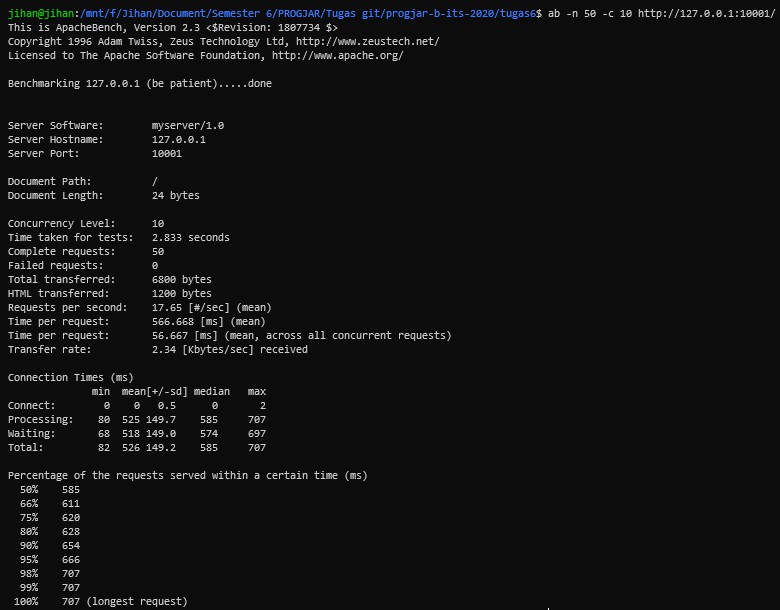 jihan@jihan:/mnt/f/Jihan/Document/Semester 6/PROGJAR/Tugas git/progjar-b-its-2020/tugas6$ ab -n 50 -c 10 http://127.0.0.1:10001/
This is ApacheBench, Version 2.3 <$Revision: 1807734 $>
Copyright 1996 Adam Twiss, Zeus Technology Ltd, http://www.zeustech.net/
Licensed to The Apache Software Foundation, http://www.apache.org/

Benchmarking 127.0.0.1 (be patient).....done


Server Software:        myserver/1.0
Server Hostname:        127.0.0.1
Server Port:            10001

Document Path:          /
Document Length:        24 bytes

Concurrency Level:      10
Time taken for tests:   2.833 seconds
Complete requests:      50
Failed requests:        0
Total transferred:      6800 bytes
HTML transferred:       1200 bytes
Requests per second:    17.65 [#/sec] (mean)
Time per request:       566.668 [ms] (mean)
Time per request:       56.667 [ms] (mean, across all concurrent requests)
Transfer rate:          2.34 [Kbytes/sec] received

Connection Times (ms)
              min  mean[+/-sd] median   max
Connect:        0    0   0.5      0       2
Processing:    80  525 149.7    585     707
Waiting:       68  518 149.0    574     697
Total:         82  526 149.2    585     707

Percentage of the requests served within a certain time (ms)
  50%    585
  66%    611
  75%    620
  80%    628
  90%    654
  95%    666
  98%    707
  99%    707
 100%    707 (longest request)